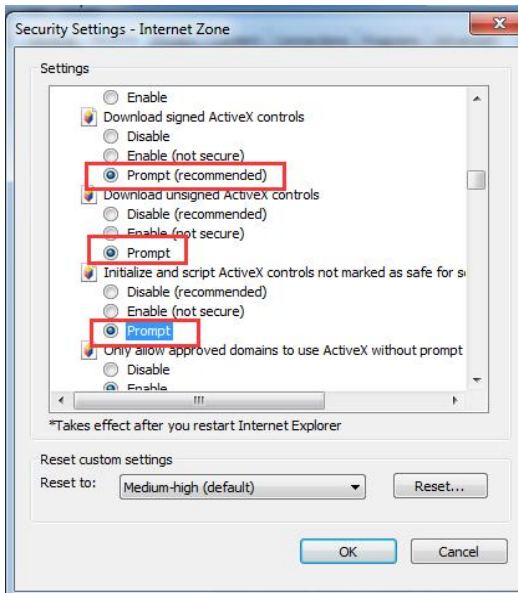 Security Settings - Internet Zone
Settings
Enable
Download signed ActiveX controls
Disable
Enable (not secure)
Prompt (recommended)
Download unsigned ActiveX controls
Disable (recommended)
Enable (not secure)
Prompt
Initialize and script ActiveX controls not marked as safe for s
Disable (recommended)
Enable (not secure)
Prompt
Only allow approved domains to use ActiveX without prompt
Disable
Enable
*Takes effect after you restart Internet Explorer
Reset custom settings
Reset to:
Medium-high (default)
Reset...
OK
Cancel